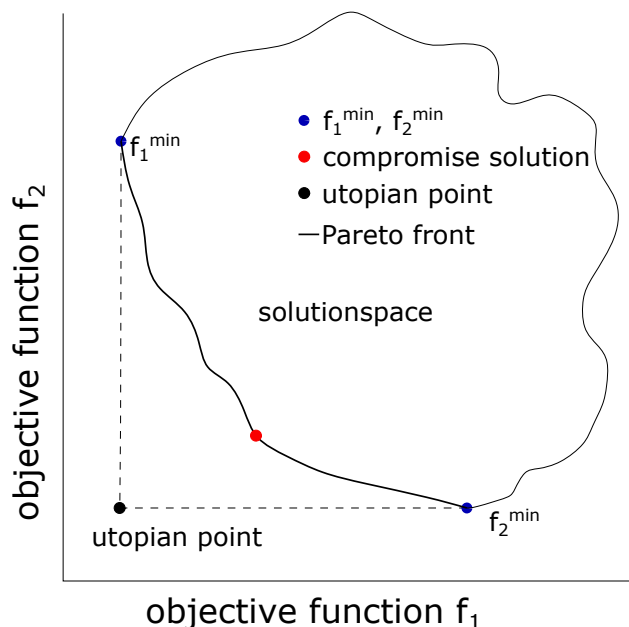 f₁ᵐⁱⁿ, f₂ᵐⁱⁿ
f₁ᵐⁱⁿ
compromise solution
utopian point
Pareto front
solutionspace
objective function f₂
f₂ᵐⁱⁿ
utopian point
objective function f₁